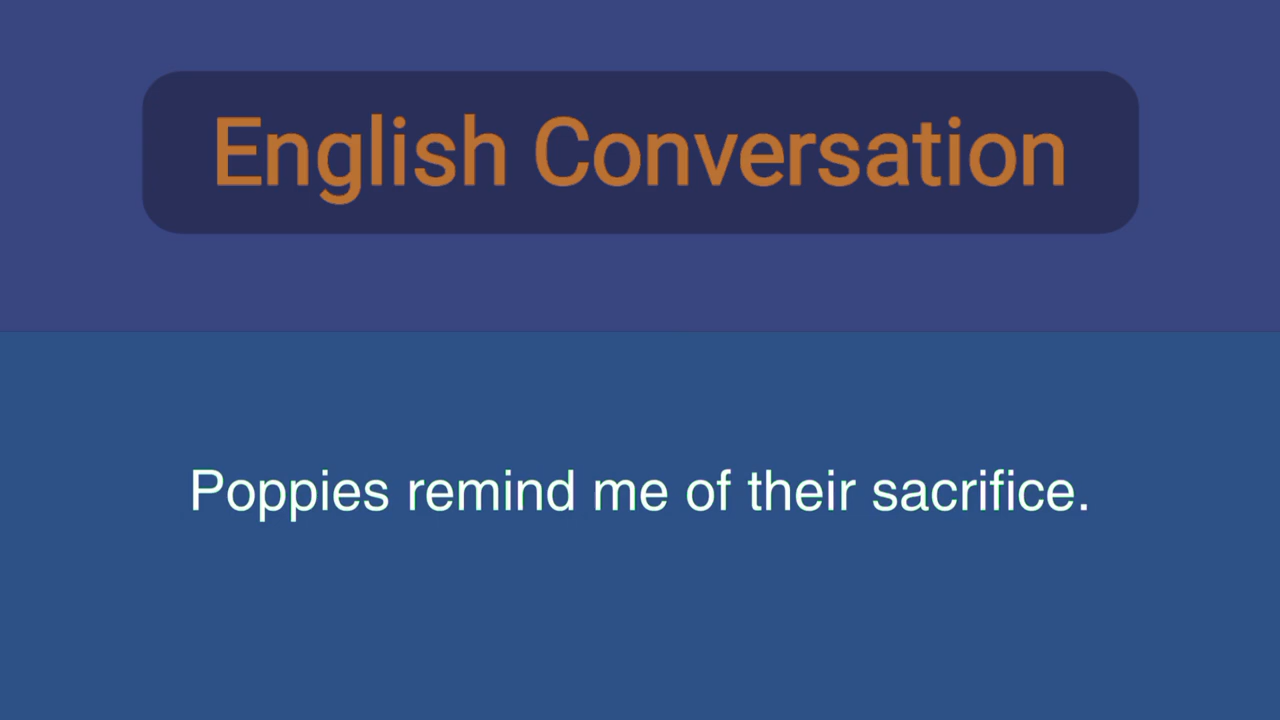 English Conversation
Poppies remind me of their sacrifice.